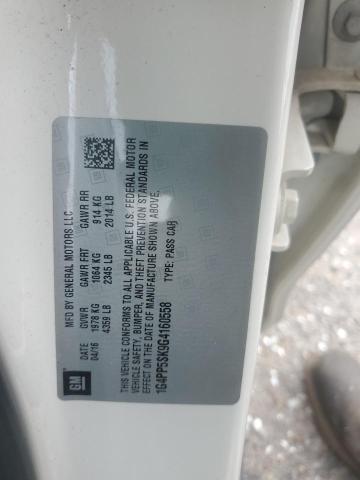 MFD BY GENERAL MOTORS LLC
DATE GVWR GAWR FRT GAWR RR
04/16 1978 KG 1064 KG 914 KG
4359 LB 2345 LB 2014 LB
GM
THIS VEHICLE CONFORMS TO ALL APPLICABLE U.S. FEDERAL MOTOR
VEHICLE SAFETY, BUMPER, AND THEFT PREVENTION STANDARDS IN
EFFECT ON THE DATE OF MANUFACTURE SHOWN ABOVE.
1G4PP5SK9G4160558 TYPE: PASS CAR